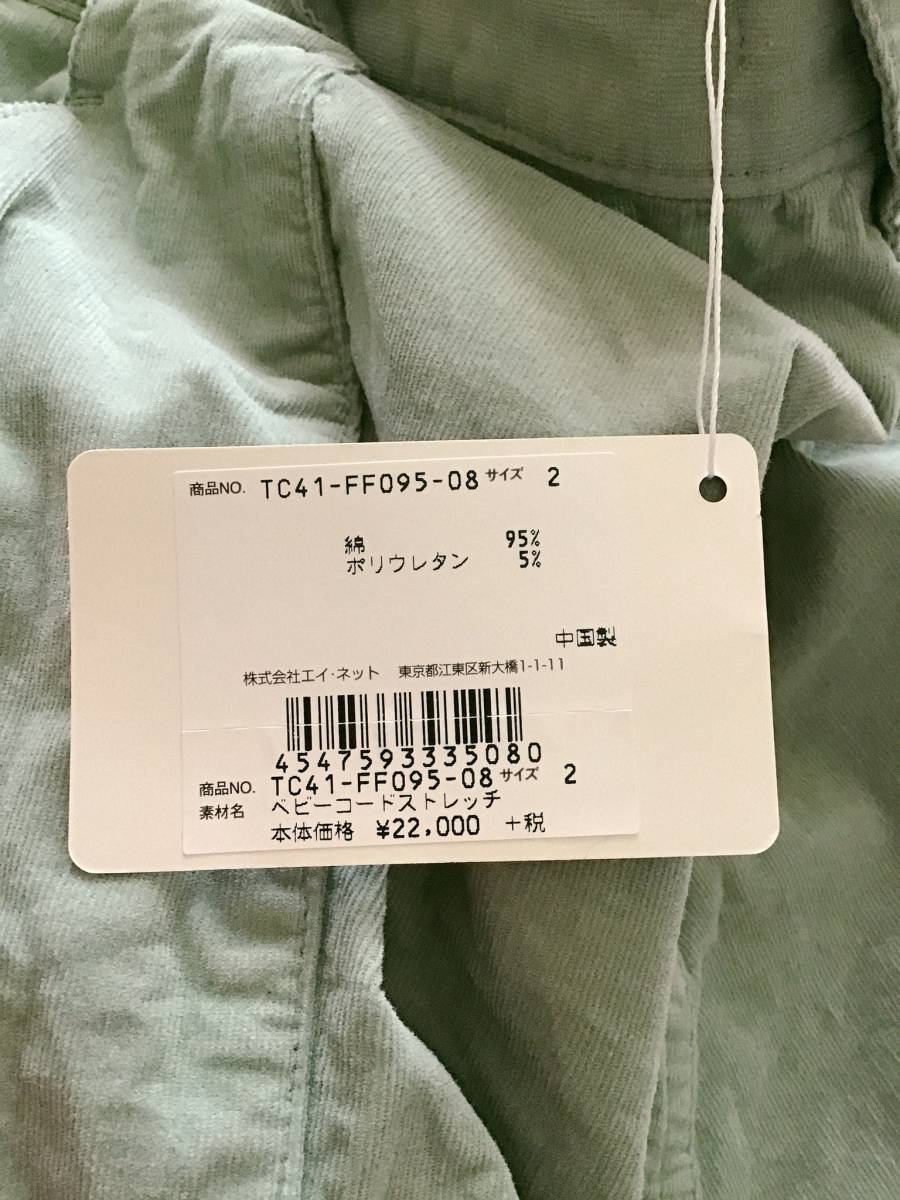 商品NO. TC41-FF095-08 サイズ 2
綿 95%
ポリウレタン 5%
中国製
株式会社エイ・ネット 東京都江東区新大橋1-1-11
4547593335080
商品NO. TC41-FF095-08 サイズ 2
素材名 ベビーコードストレッチ
本体価格 ¥22,000 +税